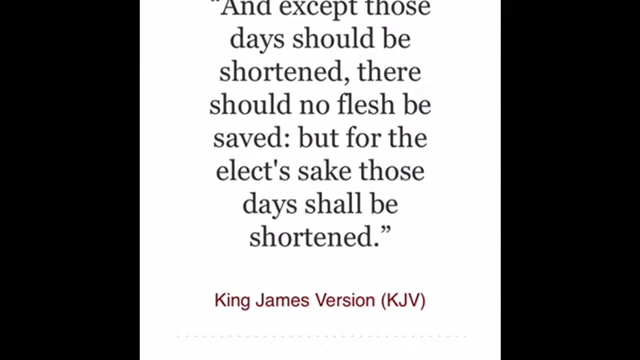 “And except those
days should be
shortened, there
should no flesh be
saved: but for the
elect's sake those
days shall be
shortened.”
King James Version (KJV)